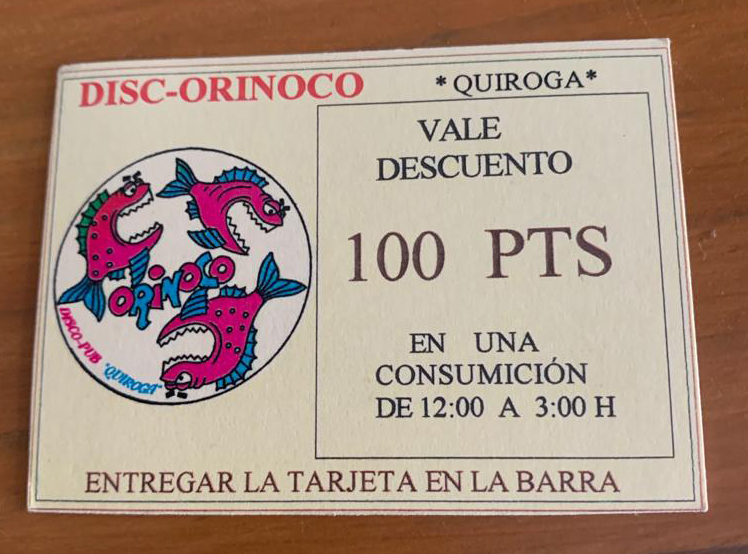 DISC-ORINOCO
*QUIROGA*
VALE
DESCUENTO
100 PTS
EN UNA
CONSUMICIÓN
DE 12:00 A 3:00 H
ORINOCO
DISCO-PUB "QUIROGA"
ENTREGAR LA TARJETA EN LA BARRA